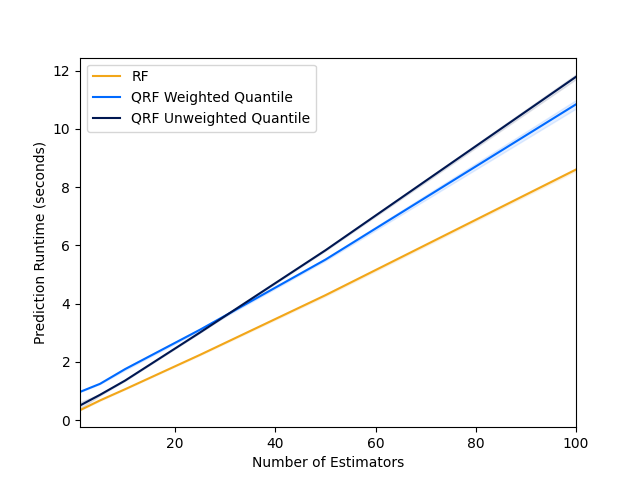 RF
QRF Weighted Quantile
QRF Unweighted Quantile
12
10
8
6
4
2
0
Prediction Runtime (seconds)
20
40
60
80
100
Number of Estimators